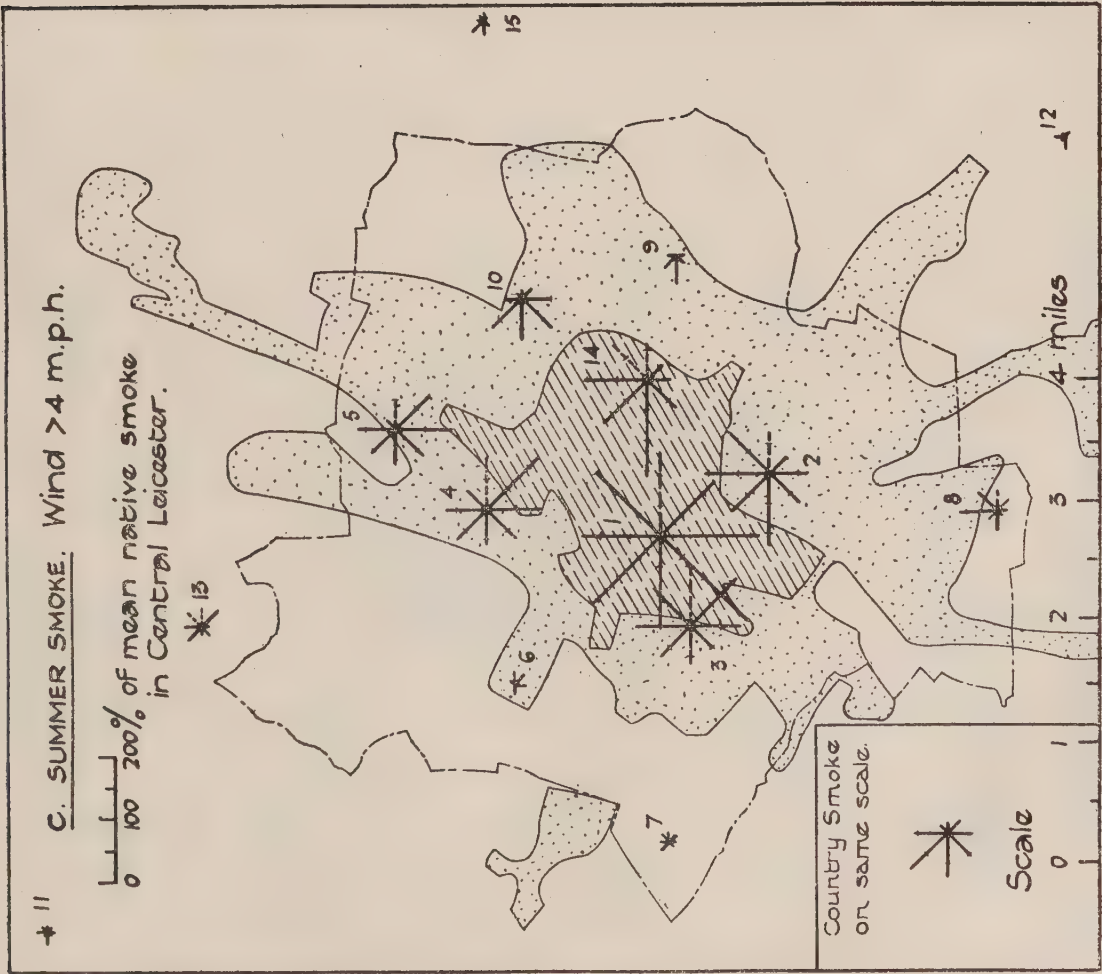 C. SUMMER SMOKE. Wind > 4 m.p.h.
0 100 200% of mean native smoke
in Central Leicester.
11
13
15
5
4
10
6
14
9
12
1
3
2
7
8
Country Smoke
on same scale.
Scale
0 1 2 3 4 miles